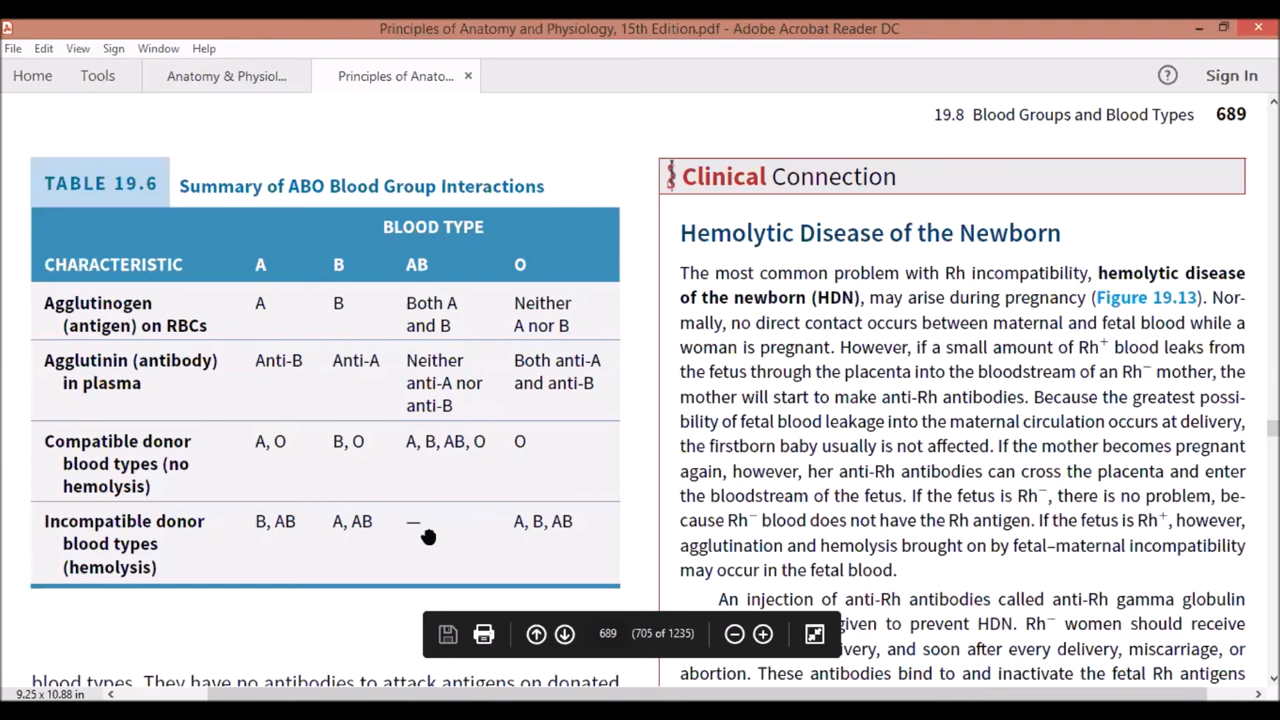 Principles of Anatomy and Physiology, 15th Edition.pdf - Adobe Acrobat Reader DC
File Edit View Sign Window Help
Home Tools Anatomy & Physiol... Principles of Anato... × ? Sign In
19.8 Blood Groups and Blood Types 689
TABLE 19.6 Summary of ABO Blood Group Interactions
BLOOD TYPE
CHARACTERISTIC A B AB O
Agglutinogen A B Both A Neither
(antigen) on RBCs and B A nor B
Agglutinin (antibody) Anti-B Anti-A Neither Both anti-A
in plasma anti-A nor and anti-B
anti-B
Compatible donor A, O B, O A, B, AB, O O
blood types (no
hemolysis)
Incompatible donor B, AB A, AB — A, B, AB
blood types
(hemolysis)
blood types. They have no antibodies to attack antigens on donated
Clinical Connection
Hemolytic Disease of the Newborn
The most common problem with Rh incompatibility, hemolytic disease
of the newborn (HDN), may arise during pregnancy (Figure 19.13). Nor-
mally, no direct contact occurs between maternal and fetal blood while a
woman is pregnant. However, if a small amount of Rh⁺ blood leaks from
the fetus through the placenta into the bloodstream of an Rh⁻ mother, the
mother will start to make anti-Rh antibodies. Because the greatest possi-
bility of fetal blood leakage into the maternal circulation occurs at delivery,
the firstborn baby usually is not affected. If the mother becomes pregnant
again, however, her anti-Rh antibodies can cross the placenta and enter
the bloodstream of the fetus. If the fetus is Rh⁻, there is no problem, be-
cause Rh⁻ blood does not have the Rh antigen. If the fetus is Rh⁺, however,
agglutination and hemolysis brought on by fetal–maternal incompatibility
may occur in the fetal blood.
An injection of anti-Rh antibodies called anti-Rh gamma globulin
given to prevent HDN. Rh⁻ women should receive
livery, and soon after every delivery, miscarriage, or
abortion. These antibodies bind to and inactivate the fetal Rh antigens
689 (705 of 1235)
9.25 x 10.88 in